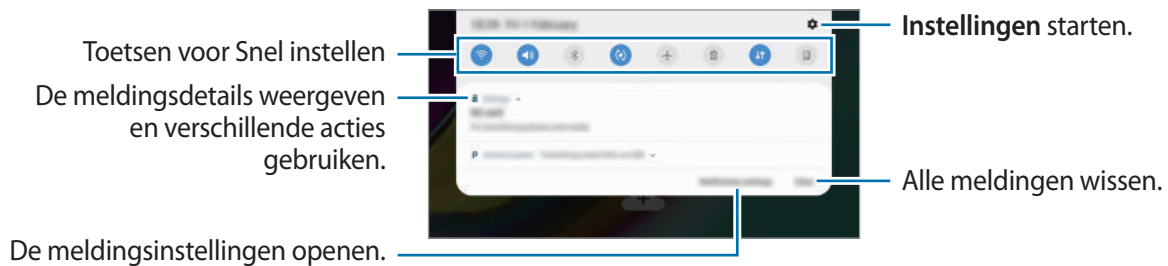 Instellingen starten.
Toetsen voor Snel instellen
De meldingsdetails weergeven
en verschillende acties
gebruiken.
Alle meldingen wissen.
De meldingsinstellingen openen.